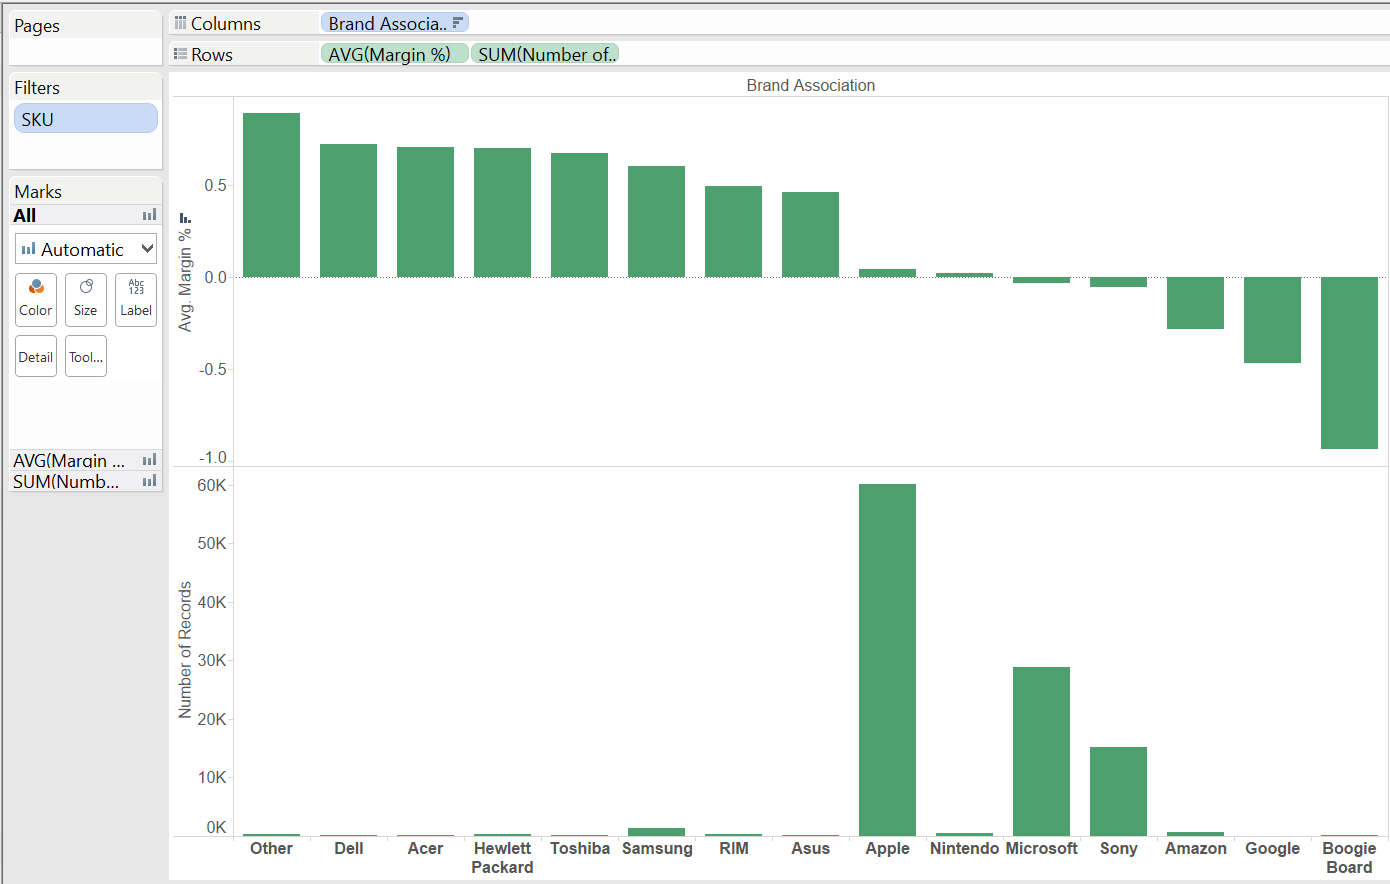 Pages
Columns
Brand Associa..
Rows
AVG(Margin %)
SUM(Number of..
Filters
SKU
Marks
All
Automatic
Color
Size
Abc
123
Label
Detail
Tool...
AVG(Margin ...
SUM(Numb...
Brand Association
Avg. Margin %
0.5
0.0
-0.5
-1.0
Number of Records
60K
50K
40K
30K
20K
10K
0K
Other
Dell
Acer
Hewlett
Packard
Toshiba
Samsung
RIM
Asus
Apple
Nintendo
Microsoft
Sony
Amazon
Google
Boogie
Board